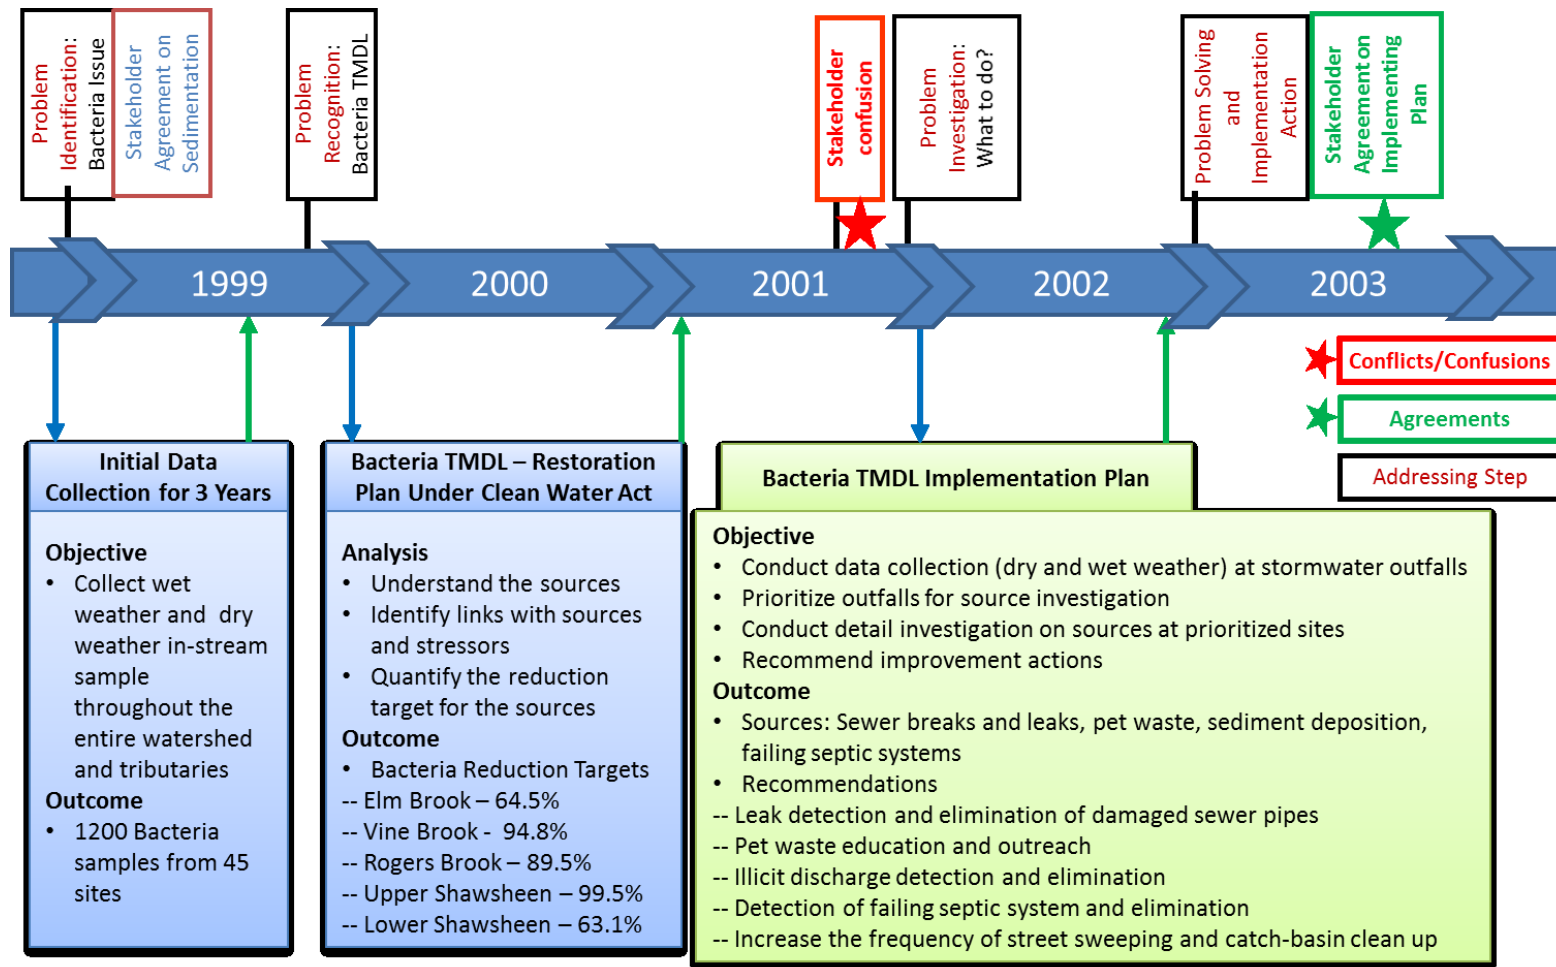 Problem
Identification:
Bacteria Issue
Stakeholder
Agreement on
Sedimentation
Problem
Recognition:
Bacteria TMDL
Stakeholder
confusion
Problem
Investigation:
What to do?
Problem Solving
and
Implementation
Action
Stakeholder
Agreement on
Implementing
Plan
1999
2000
2001
2002
2003
Conflicts/Confusions
Agreements
Addressing Step
Initial Data
Collection for 3 Years
Objective
• Collect wet
weather and dry
weather in-stream
sample
throughout the
entire watershed
and tributaries
Outcome
• 1200 Bacteria
samples from 45
sites
Bacteria TMDL – Restoration
Plan Under Clean Water Act
Analysis
• Understand the sources
• Identify links with sources
and stressors
• Quantify the reduction
target for the sources
Outcome
• Bacteria Reduction Targets
-- Elm Brook – 64.5%
-- Vine Brook - 94.8%
-- Rogers Brook – 89.5%
-- Upper Shawsheen – 99.5%
-- Lower Shawsheen – 63.1%
Bacteria TMDL Implementation Plan
Objective
• Conduct data collection (dry and wet weather) at stormwater outfalls
• Prioritize outfalls for source investigation
• Conduct detail investigation on sources at prioritized sites
• Recommend improvement actions
Outcome
• Sources: Sewer breaks and leaks, pet waste, sediment deposition,
failing septic systems
• Recommendations
-- Leak detection and elimination of damaged sewer pipes
-- Pet waste education and outreach
-- Illicit discharge detection and elimination
-- Detection of failing septic system and elimination
-- Increase the frequency of street sweeping and catch-basin clean up